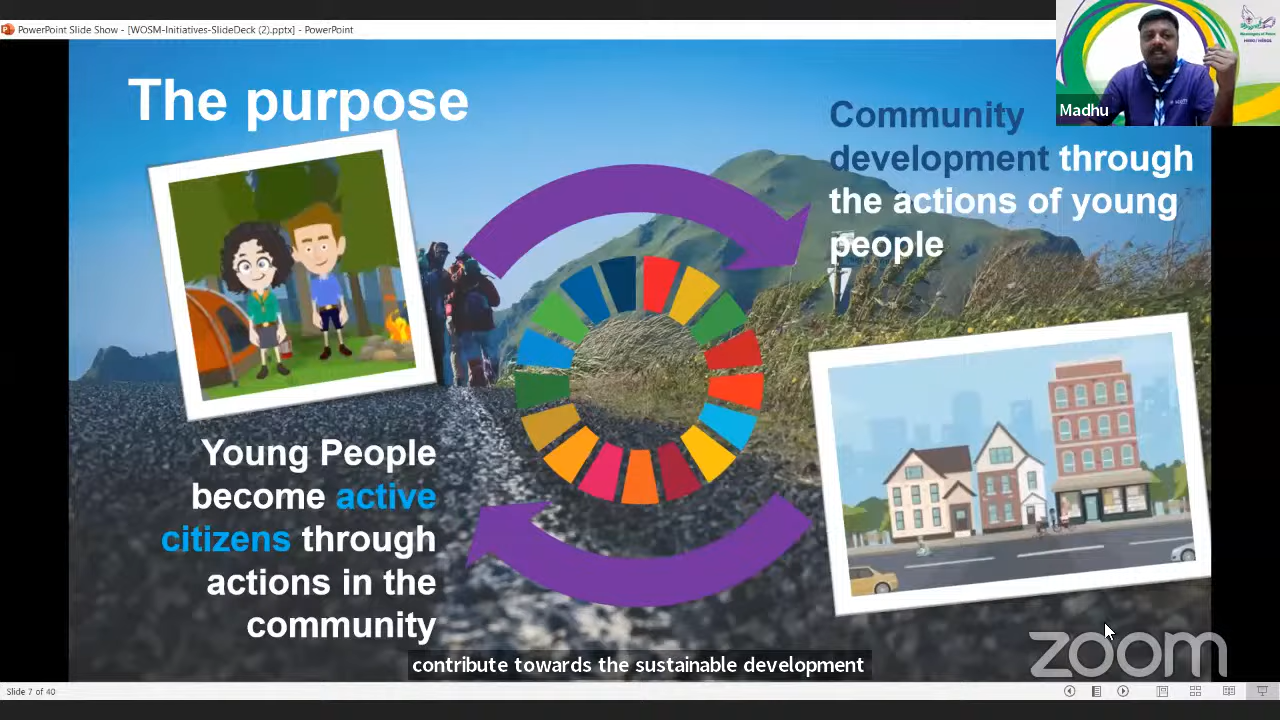 PowerPoint Slide Show - [WOSM-Initiatives-SlideDeck (2).pptx] - PowerPoint
The purpose
Madhu
Community
development through
the actions of young
people
Young People
become active
citizens through
actions in the
community
contribute towards the sustainable development
zoom
Slide 7 of 40